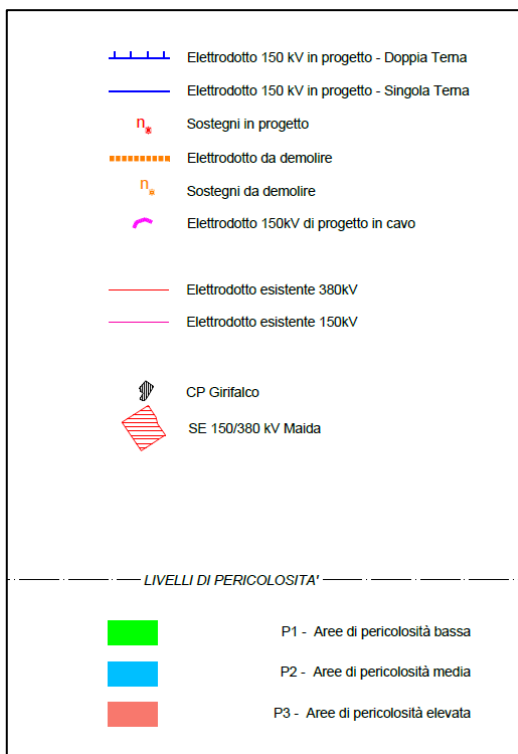 Elettrodotto 150 kV in progetto - Doppia Terna
Elettrodotto 150 kV in progetto - Singola Terna
n Sostegni in progetto
Elettrodotto da demolire
n Sostegni da demolire
Elettrodotto 150kV di progetto in cavo
Elettrodotto esistente 380kV
Elettrodotto esistente 150kV
CP Girifalco
SE 150/380 kV Maida
LIVELLI DI PERICOLOSITA'
P1 - Aree di pericolosità bassa
P2 - Aree di pericolosità media
P3 - Aree di pericolosità elevata